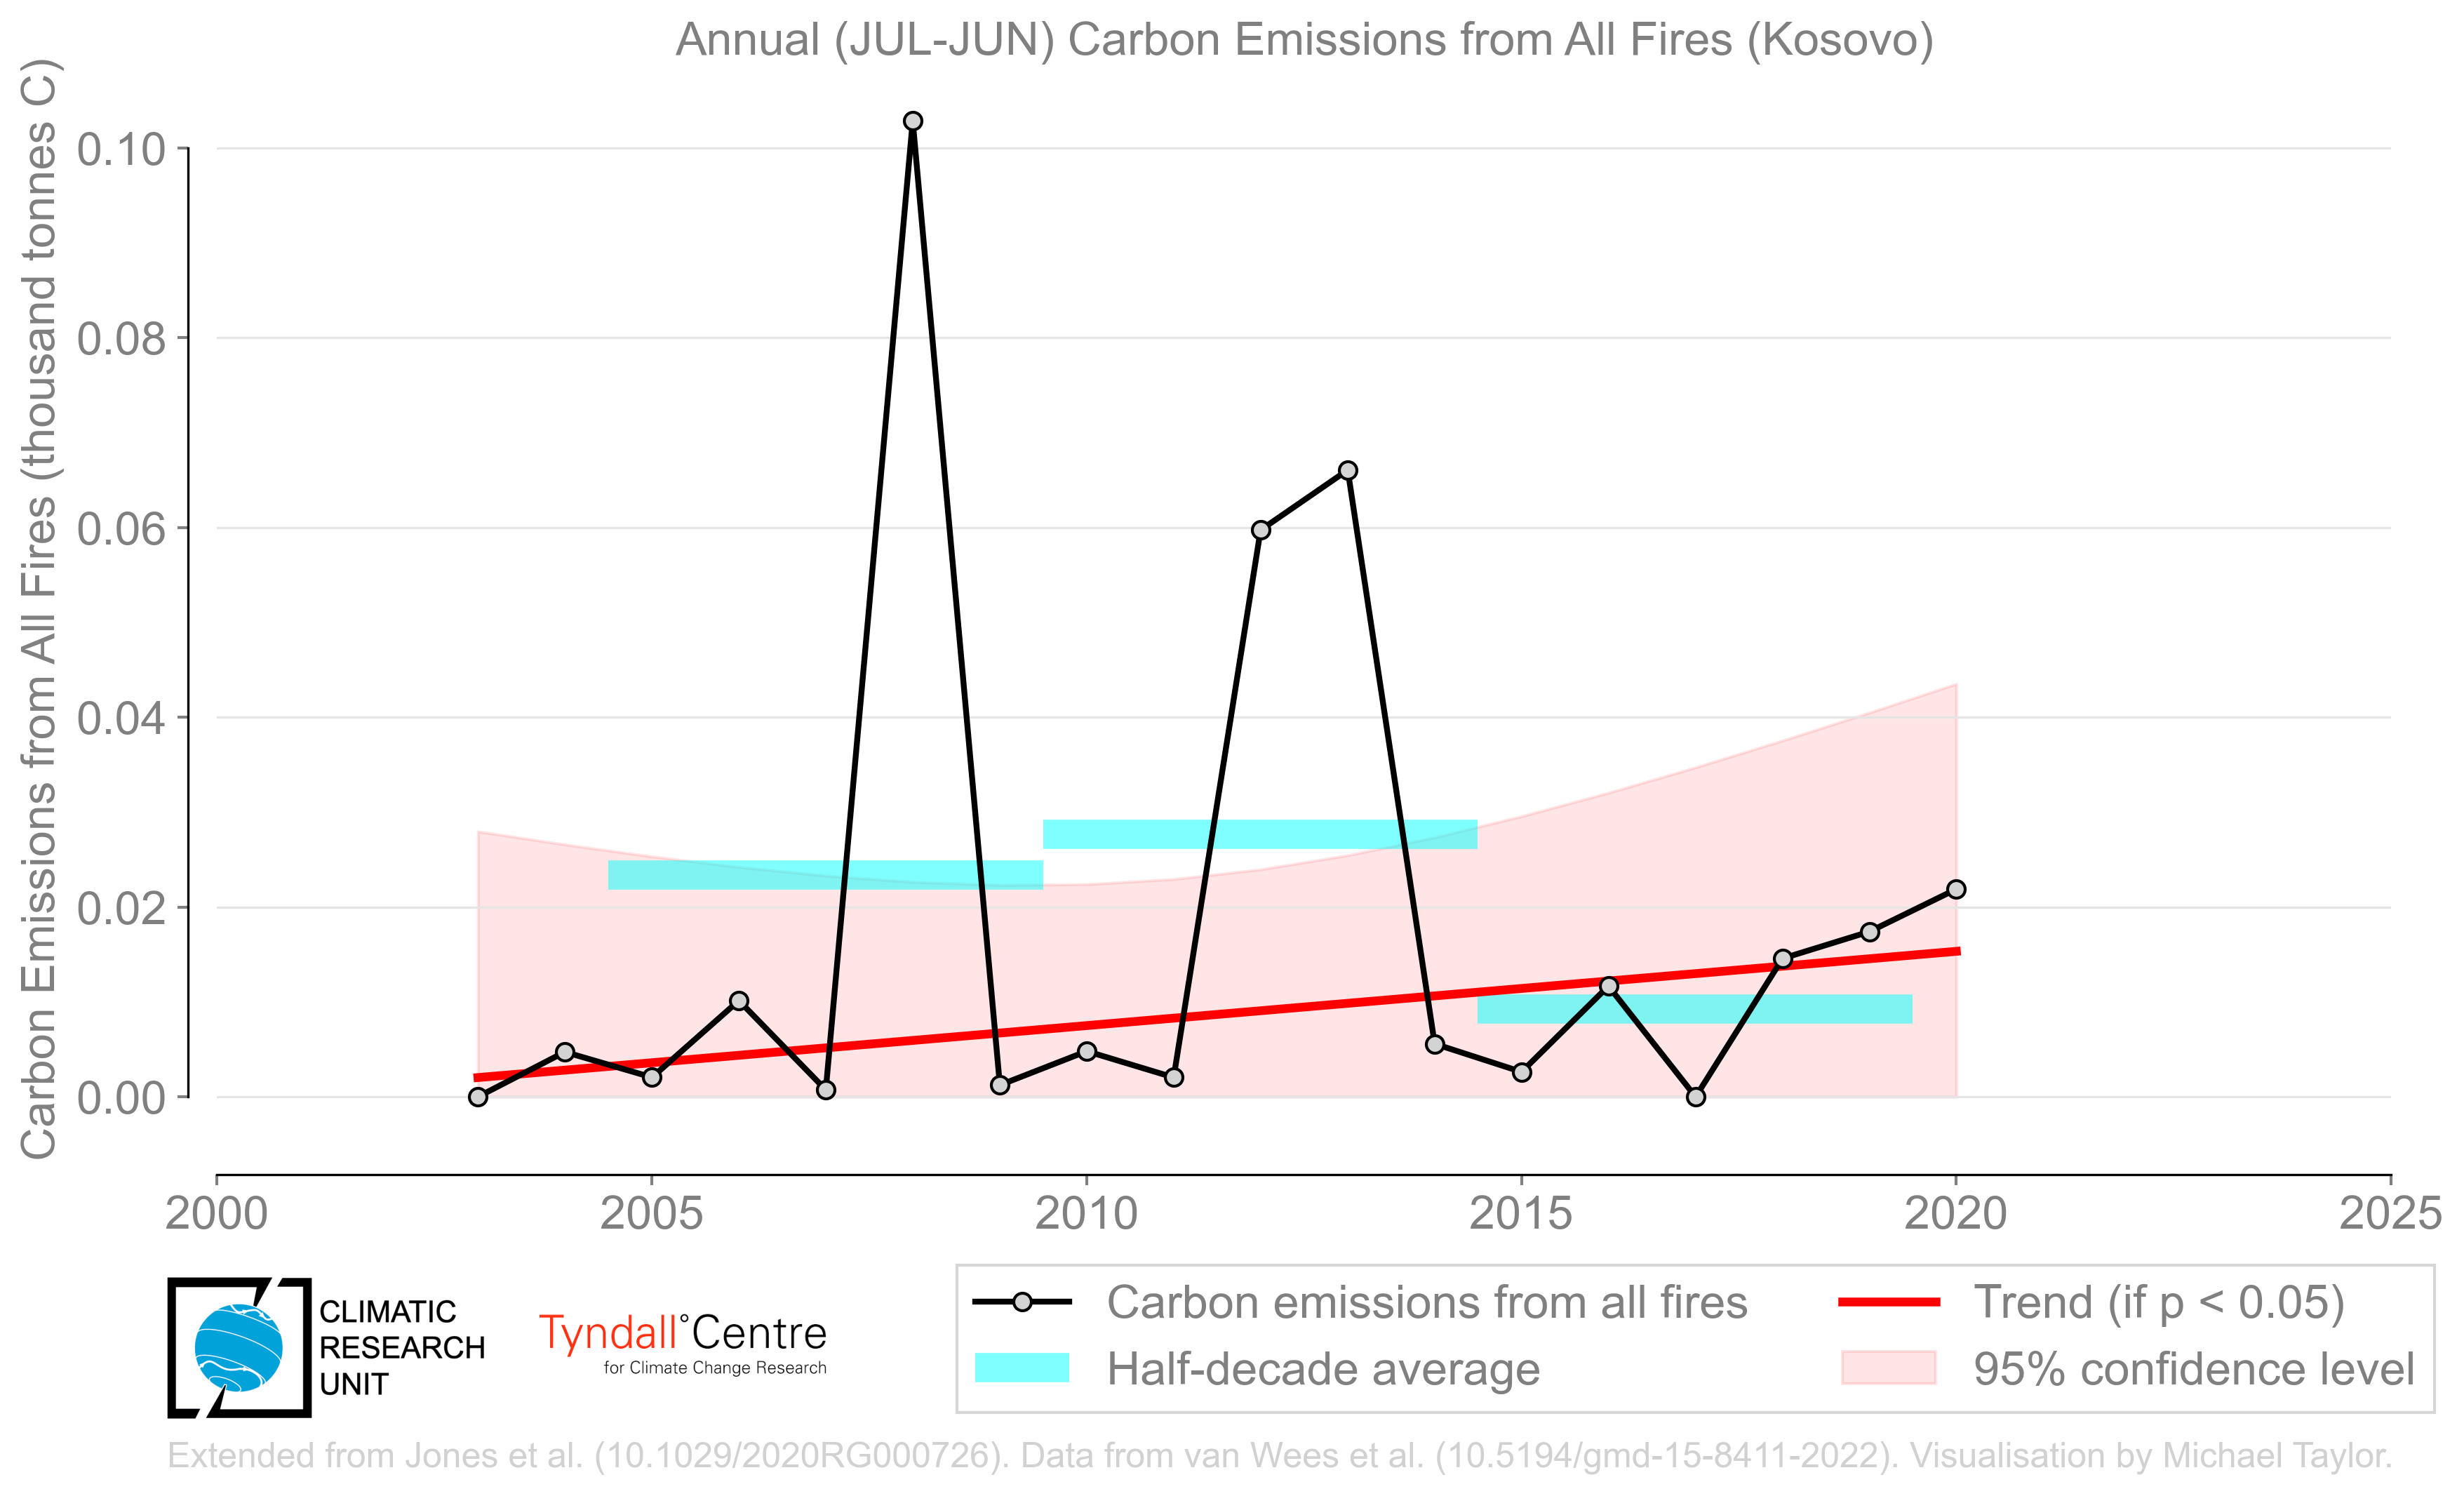 Annual (JUL-JUN) Carbon Emissions from All Fires (Kosovo)
Carbon Emissions from All Fires (thousand tonnes C)
0.10
0.08
0.06
0.04
0.02
0.00
2000
2005
2010
2015
2020
2025
CLIMATIC
RESEARCH
UNIT
Tyndall°Centre
for Climate Change Research
Carbon emissions from all fires
Half-decade average
Trend (if p < 0.05)
95% confidence level
Extended from Jones et al. (10.1029/2020RG000726). Data from van Wees et al. (10.5194/gmd-15-8411-2022). Visualisation by Michael Taylor.